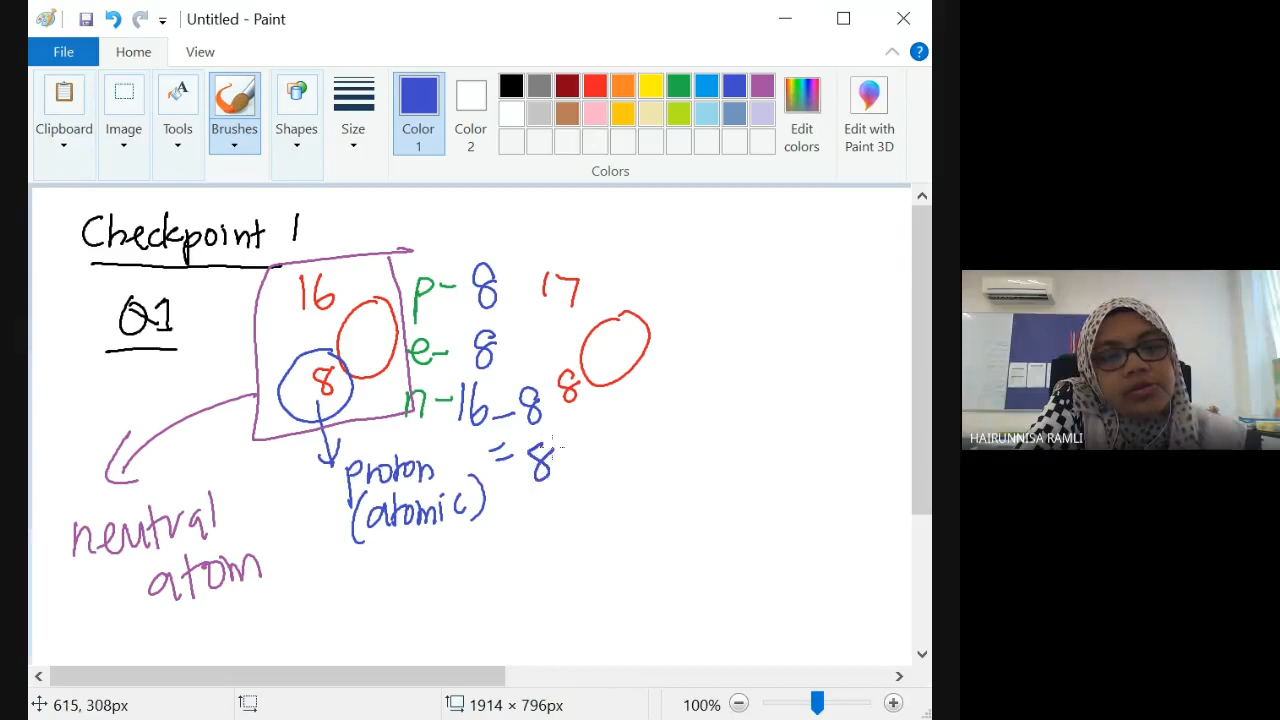 Untitled - Paint
File Home View
Clipboard Image Tools Brushes Shapes Size Color 1 Color 2 Edit colors Edit with Paint 3D
Colors
Checkpoint 1
Q1
16
8
p- 8
e- 8
n- 16-8
= 8
17
8
proton
(atomic)
neutral
atom
HAIRUNNISA RAMLI
615, 308px 1914 × 796px 100%